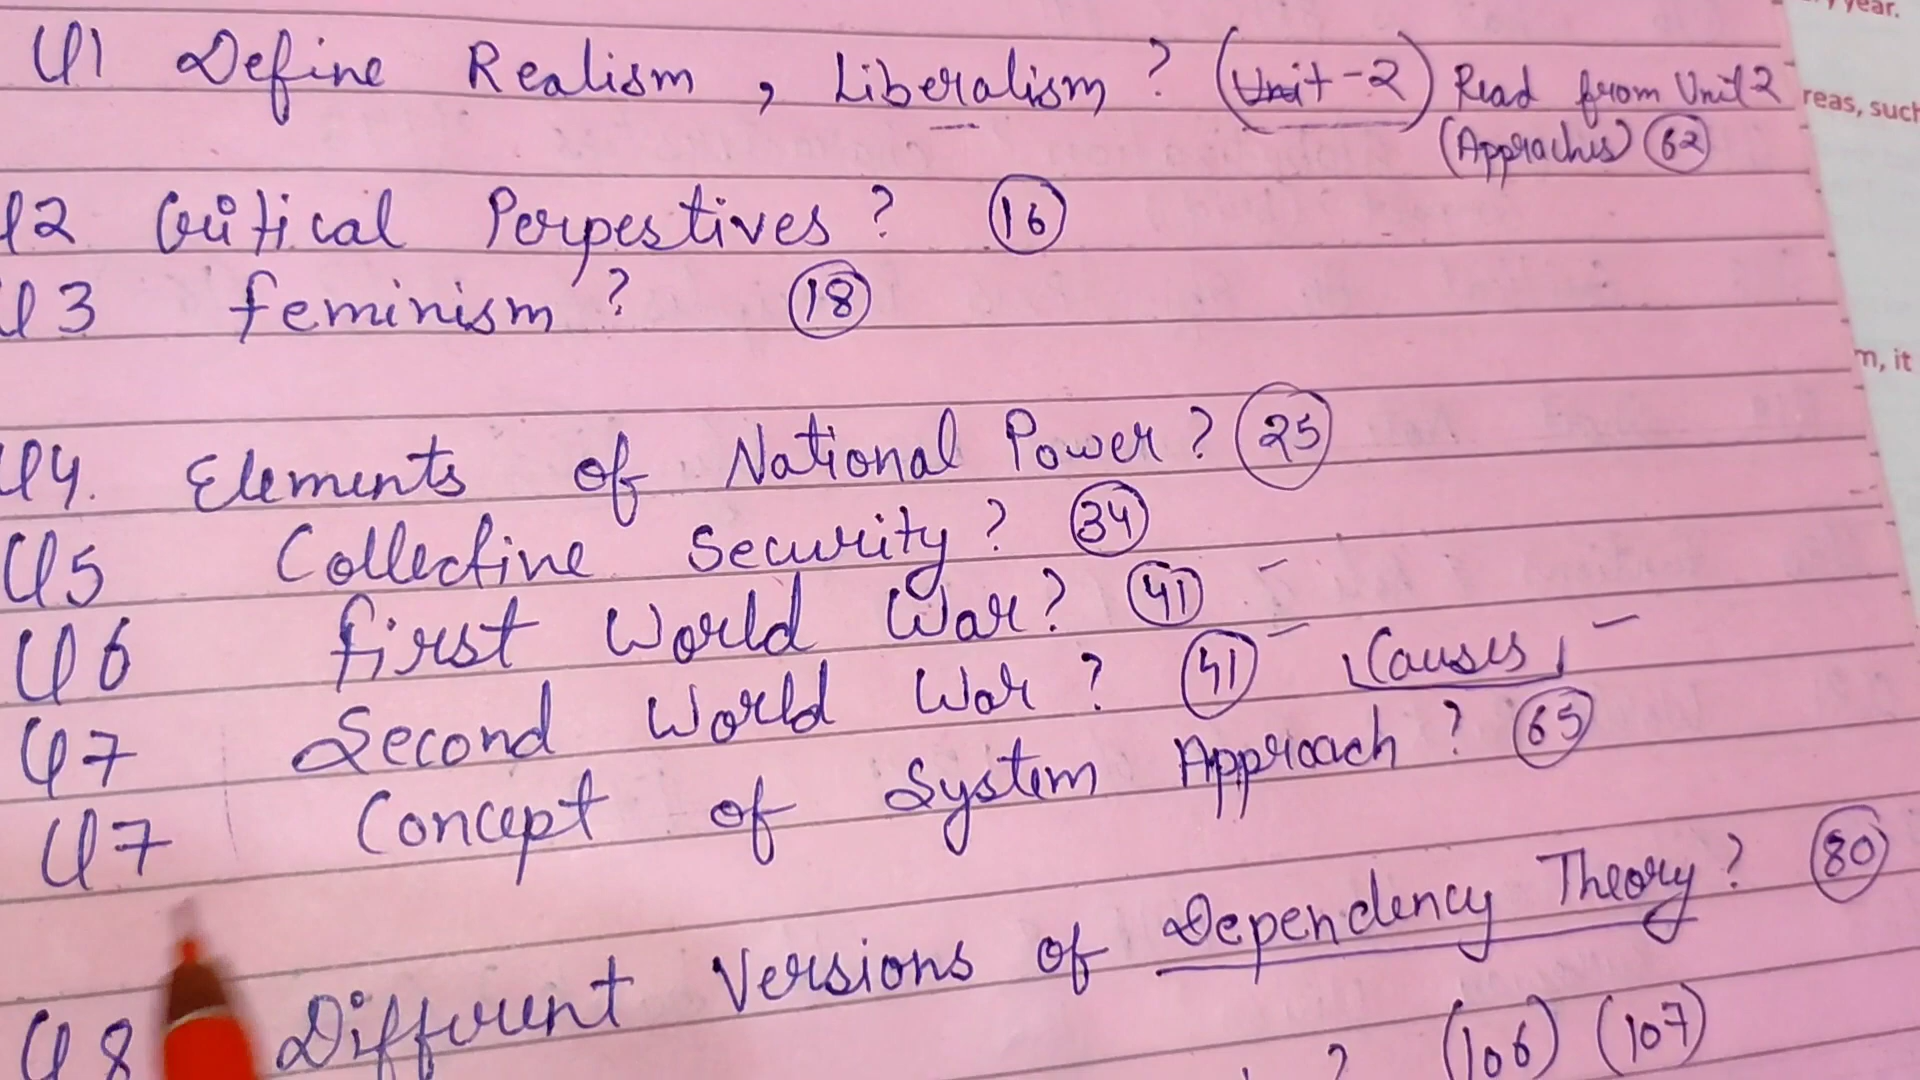 Q1 Define Realism, Liberalism? (Unit-2) Read from Unit 2
(Approaches) 62
Q2 Critical Perpestives? 16
Q3 feminism? 18
Q4. Elements of National Power? 25
Q5 Collective Security? 34
Q6 first World War? 41 -
Q7 Second World War? 41 - Causes -
Q7 Concept of System Approach? 65
Q8 Different Versions of Dependency Theory? 80
? (106) (107)
year.
reas, such
m, it